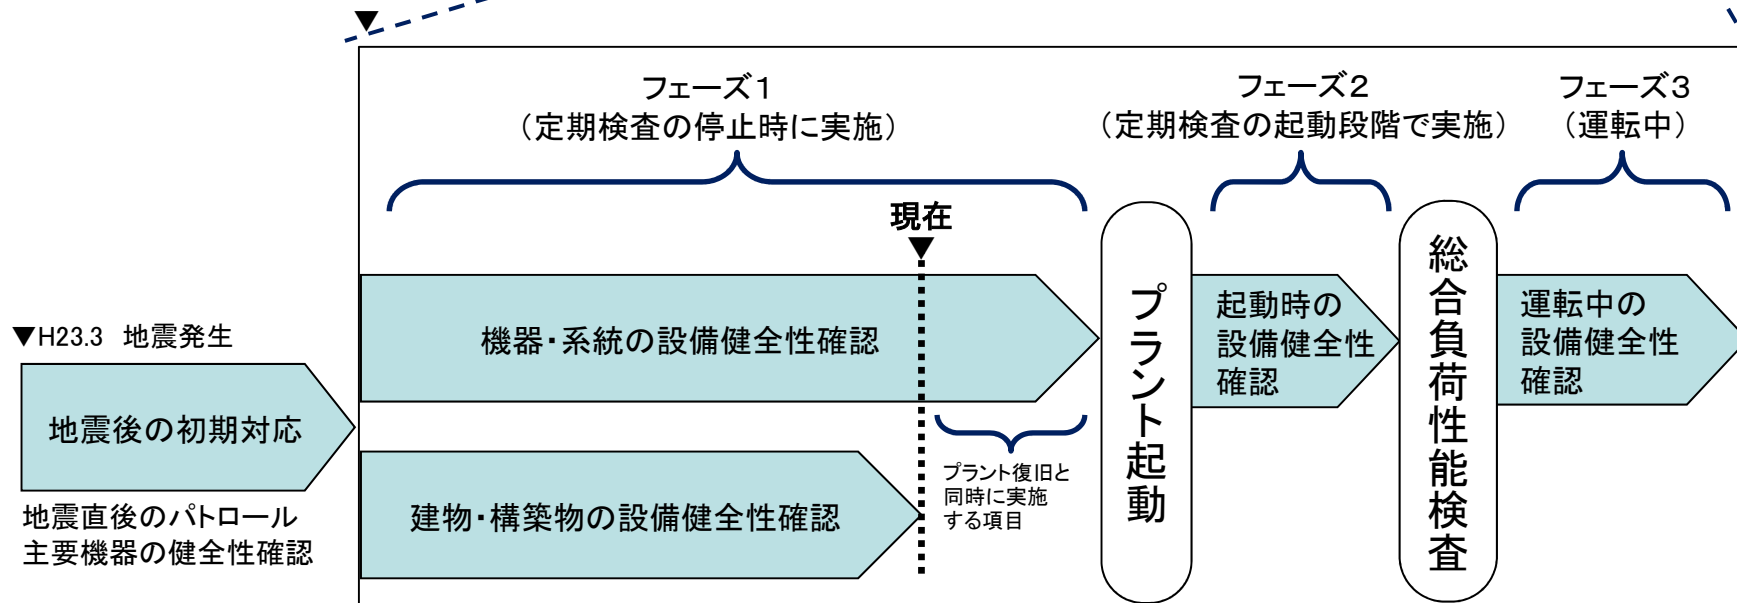 ▼
フェーズ1
（定期検査の停止時に実施）
フェーズ2
（定期検査の起動段階で実施）
フェーズ3
（運転中）
現在
▼
▼H23.3 地震発生
地震後の初期対応
地震直後のパトロール
主要機器の健全性確認
機器・系統の設備健全性確認
建物・構築物の設備健全性確認
プラント復旧と
同時に実施
する項目
プラント起動
起動時の
設備健全性
確認
総合負荷性能検査
運転中の
設備健全性
確認